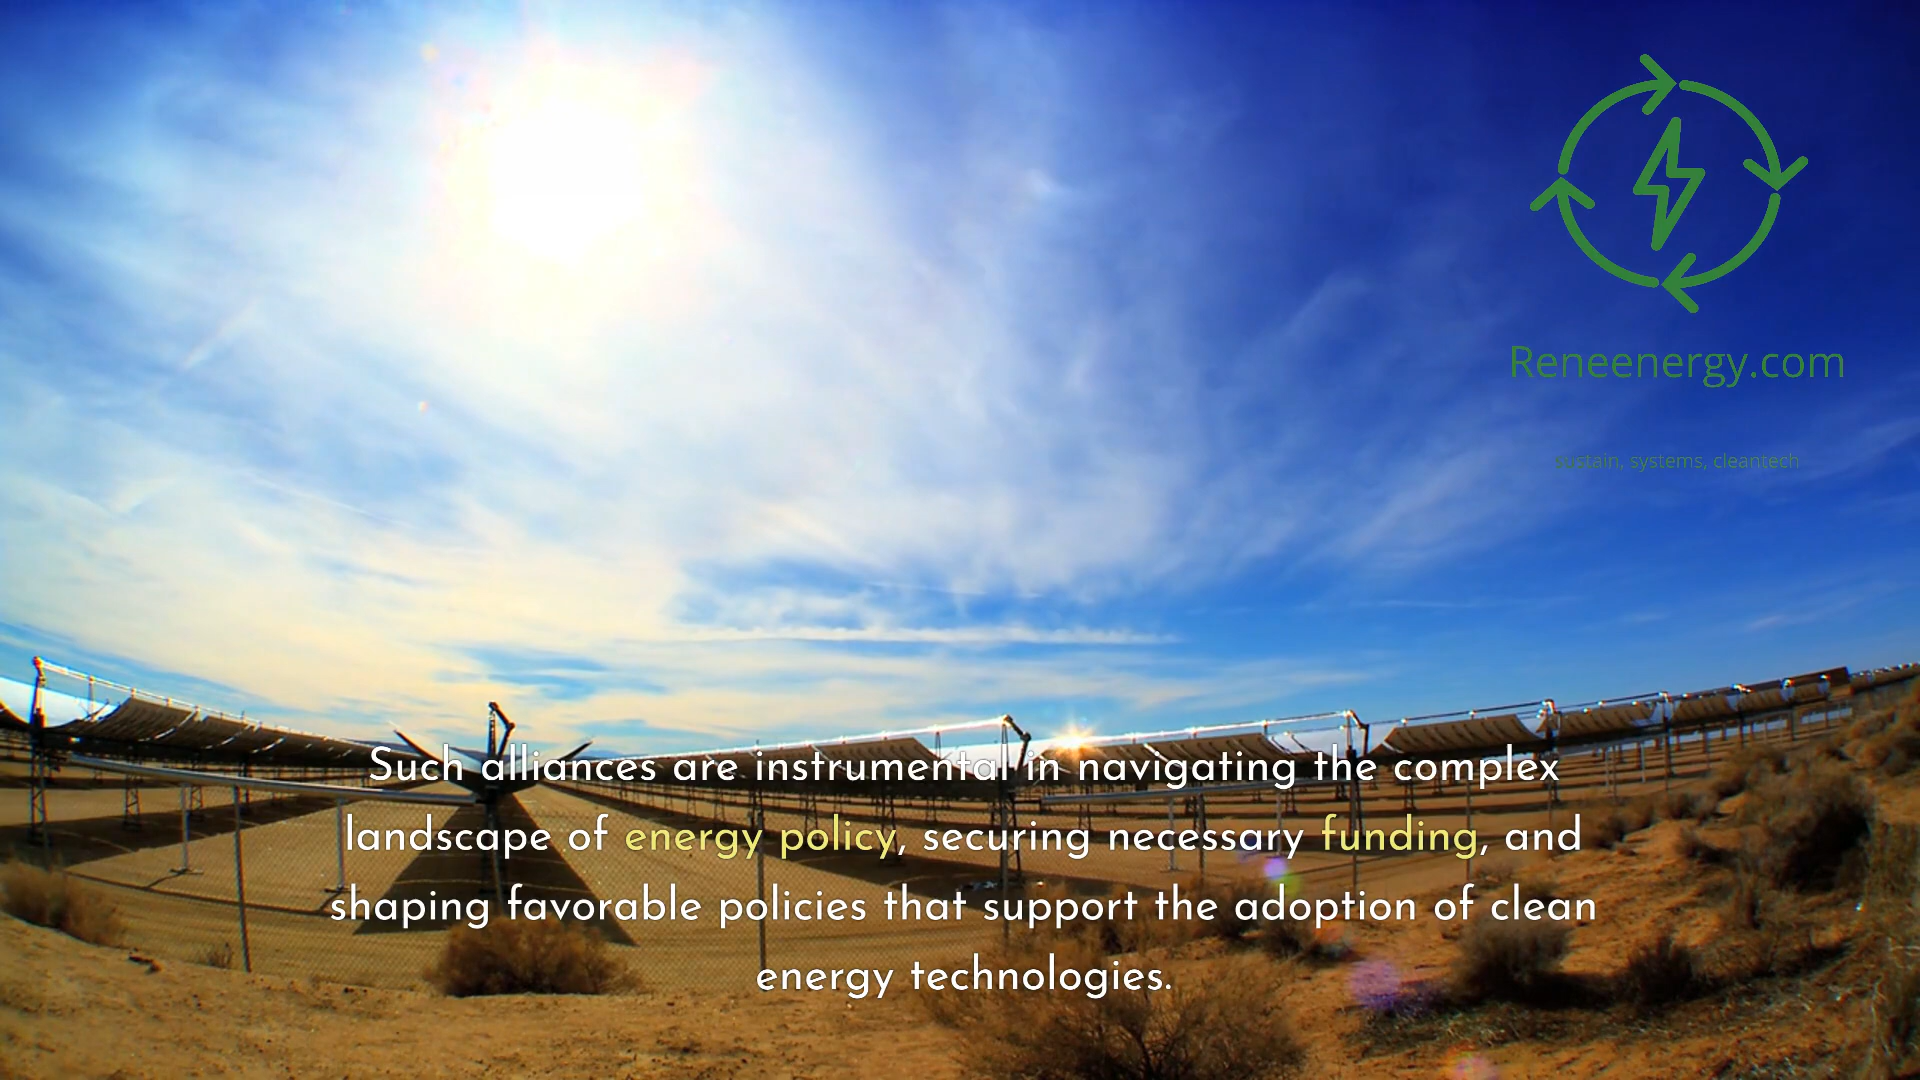 Reneenergy.com
sustain, systems, cleantech
Such alliances are instrumental in navigating the complex
landscape of energy policy, securing necessary funding, and
shaping favorable policies that support the adoption of clean
energy technologies.